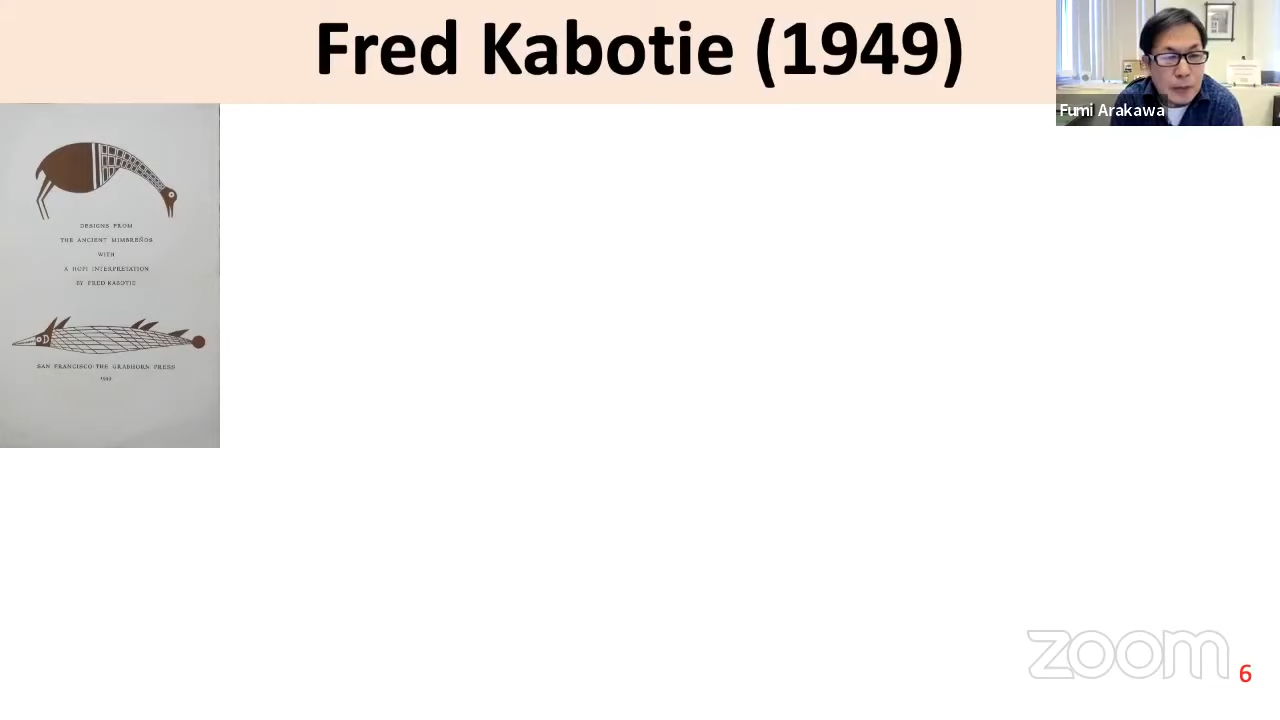 Fred Kabotie (1949)
Fumi Arakawa
DESIGNS FROM
THE ANCIENT MIMBREÑOS
WITH
A HOPI INTERPRETATION
BY FRED KABOTIE
SAN FRANCISCO: THE GRABHORN PRESS
zoom
6